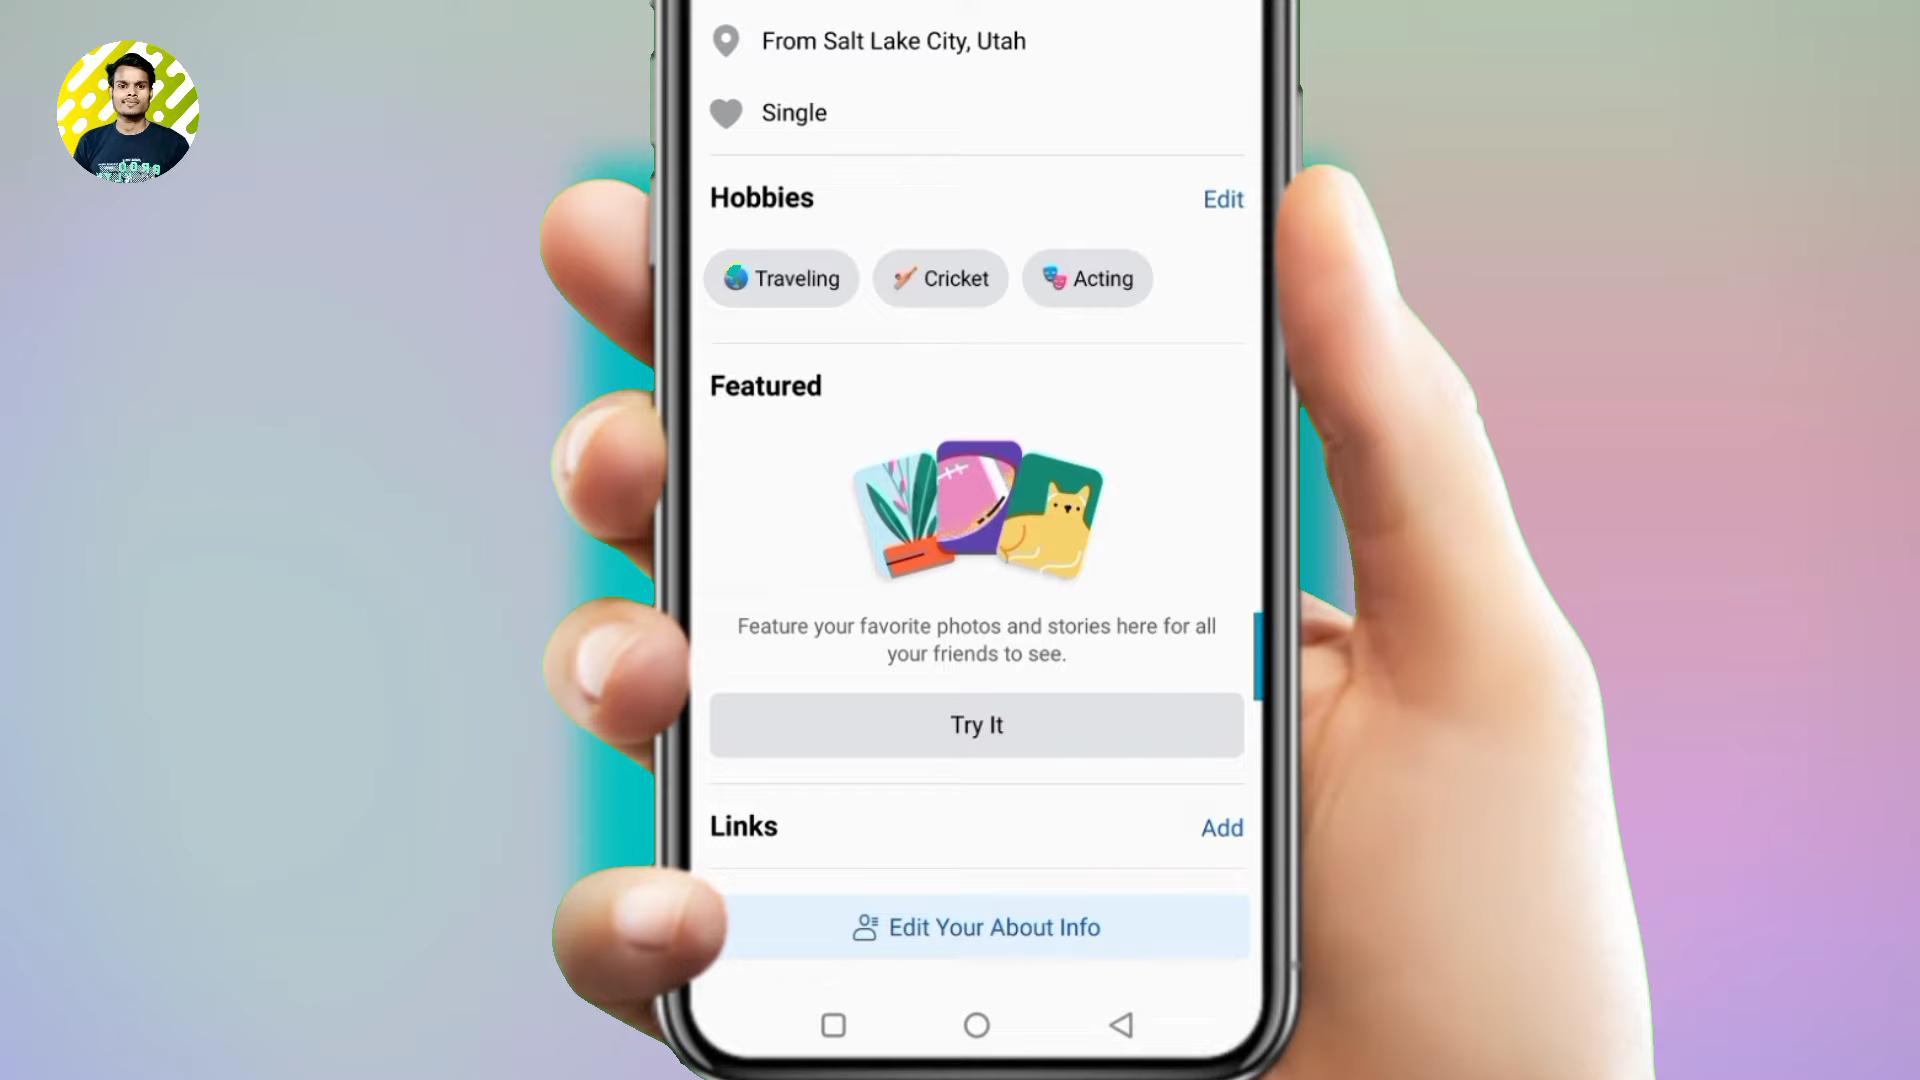 From Salt Lake City, Utah
Single
Hobbies
Edit
Traveling
Cricket
Acting
Featured
Feature your favorite photos and stories here for all
your friends to see.
Try It
Links
Add
Edit Your About Info